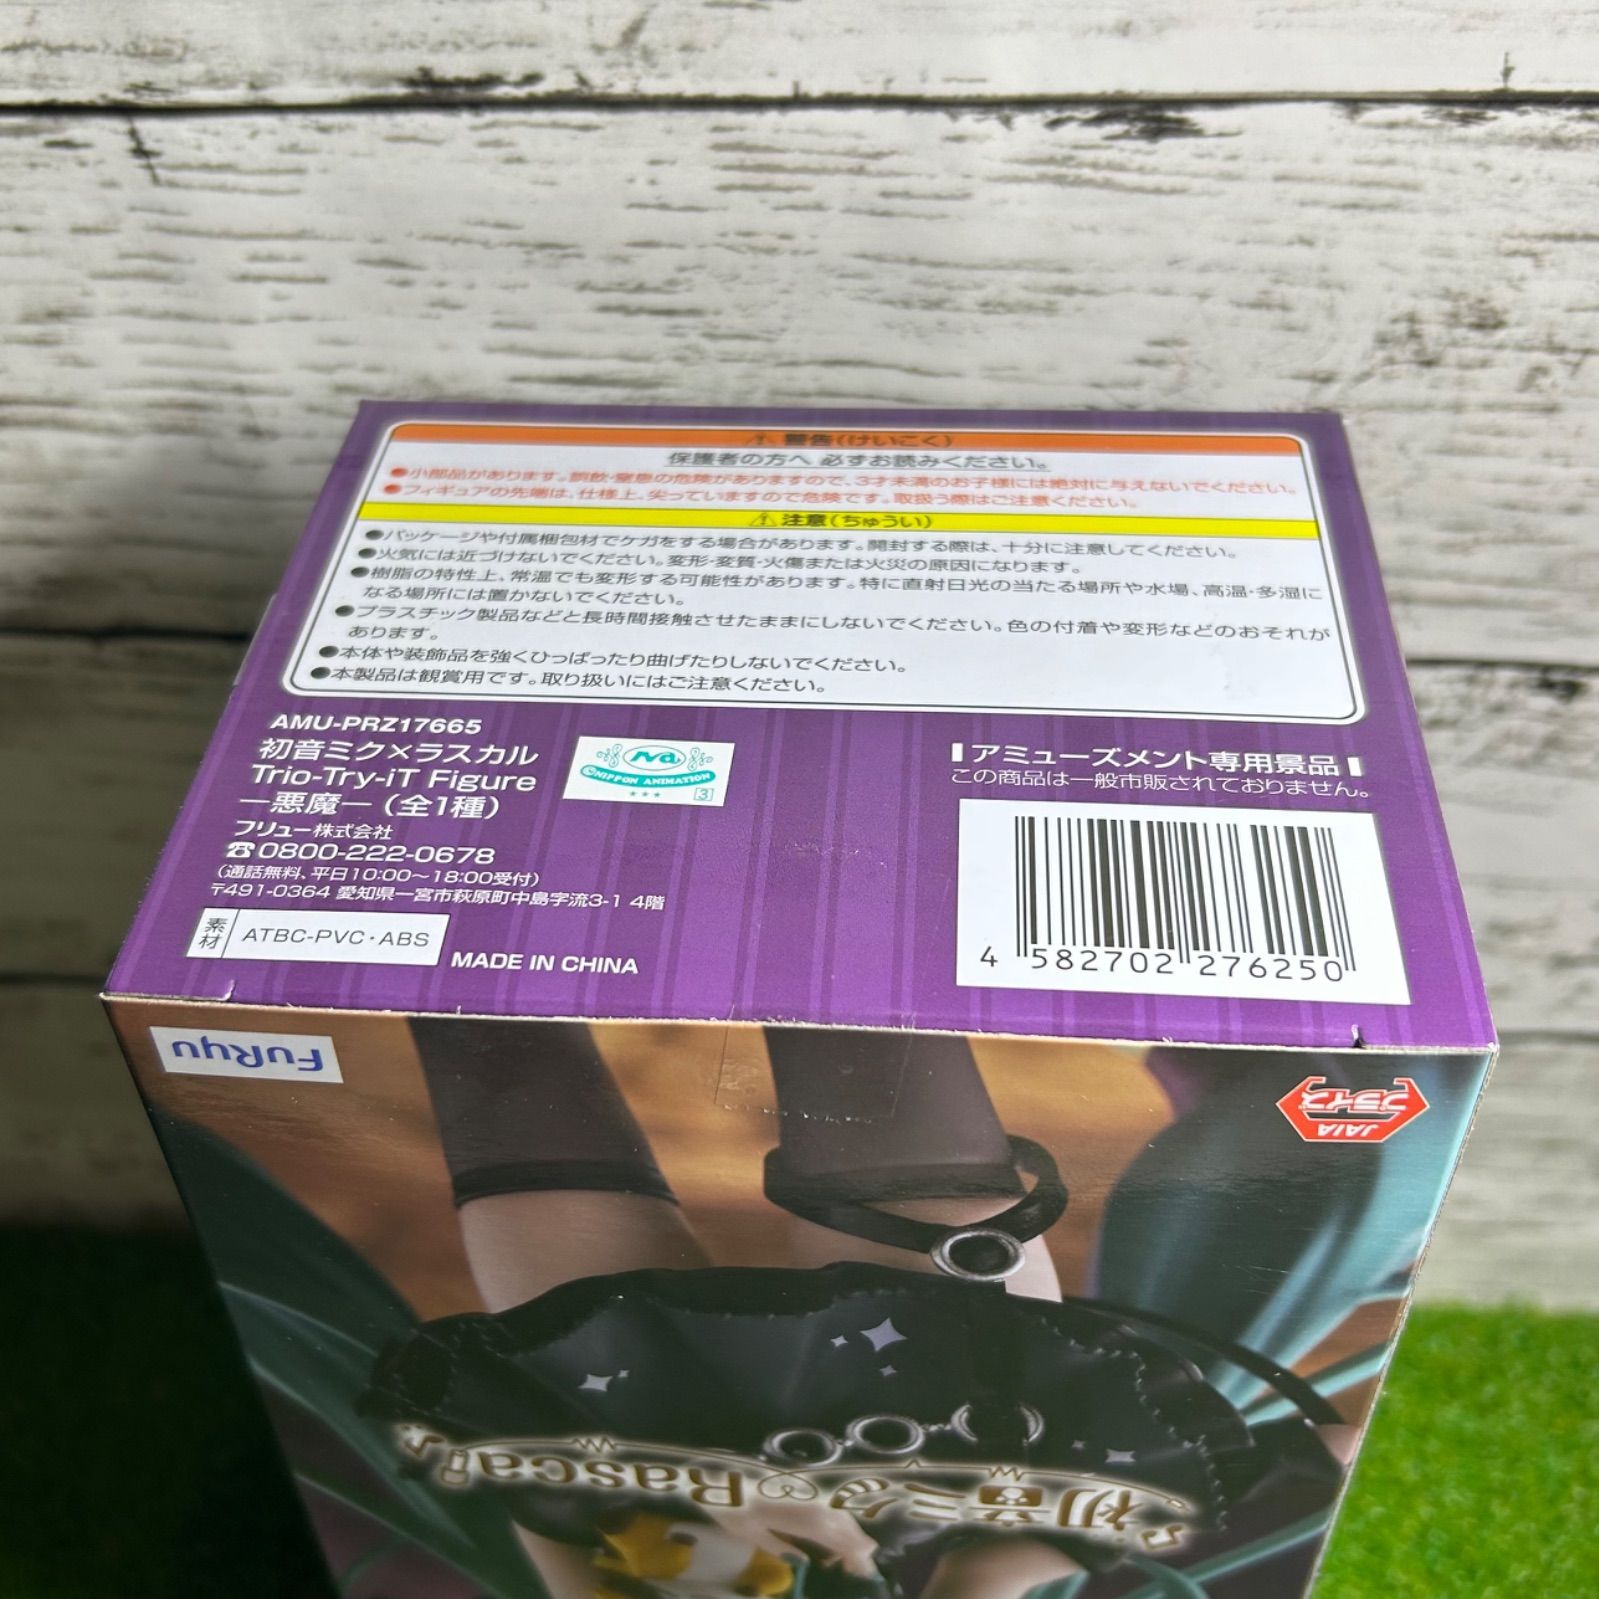 ⚠警告(けいこく)
保護者の方へ 必ずお読みください。
●小部品があります。誤飲・窒息の危険がありますので、3才未満のお子様には絶対に与えないでください。
●フィギュアの先端は、仕様上、尖っていますので危険です。取扱う際はご注意ください。
⚠注意(ちゅうい)
●パッケージや付属梱包材でケガをする場合があります。開封する際は、十分に注意してください。
●火気には近づけないでください。変形・変質・火傷または火災の原因になります。
●樹脂の特性上、常温でも変形する可能性があります。特に直射日光の当たる場所や水場、高温・多湿に
なる場所には置かないでください。
●プラスチック製品などと長時間接触させたままにしないでください。色の付着や変形などのおそれが
あります。
●本体や装飾品を強くひっぱったり曲げたりしないでください。
●本製品は観賞用です。取り扱いにはご注意ください。
AMU-PRZ17665
初音ミク×ラスカル
Trio-Try-iT Figure
―悪魔―(全1種)
フリュー株式会社
☎0800-222-0678
(通話無料、平日10:00〜18:00受付)
〒491-0364 愛知県一宮市萩原町中島字流3-1 4階
素材 ATBC-PVC・ABS
MADE IN CHINA
na
©NIPPON ANIMATION
★★★ 3
アミューズメント専用景品
この商品は一般市販されておりません。
4 582702 276250
FuRyu
JAIA
プライズ
初音ミク Rascal